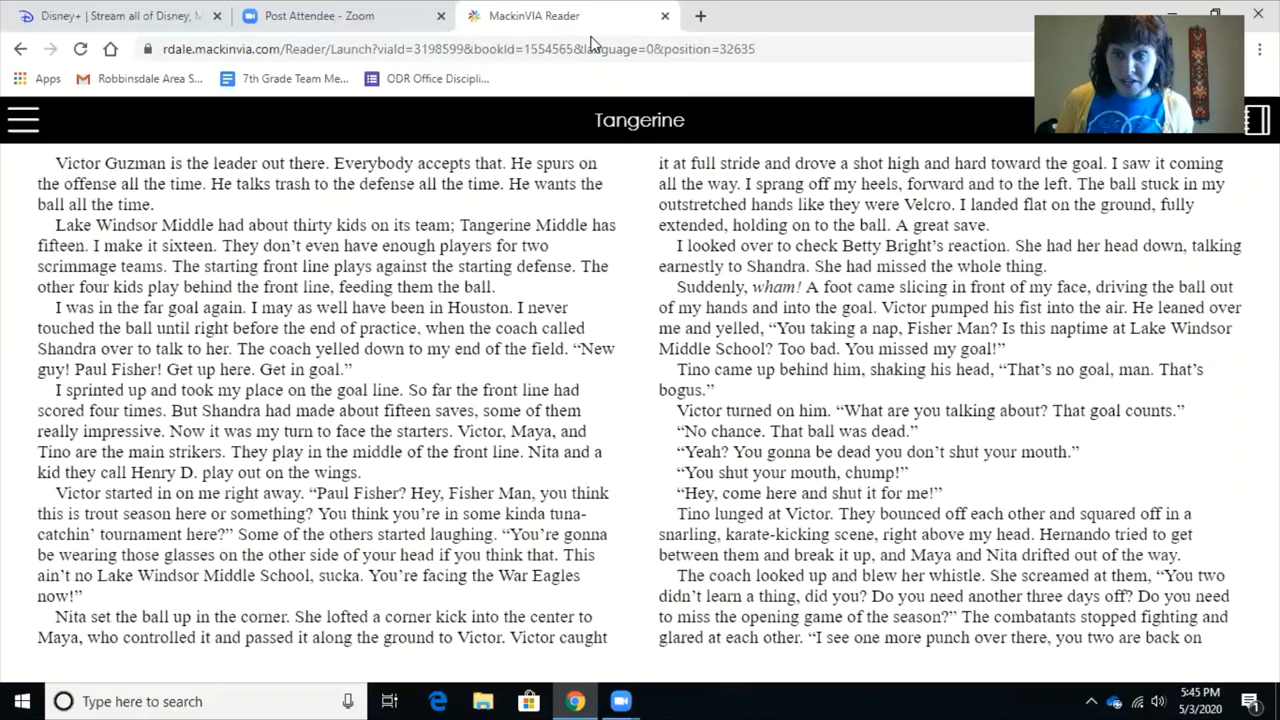 Disney+ | Stream all of Disney, M
Post Attendee - Zoom
MackinVIA Reader
rdale.mackinvia.com/Reader/Launch?viaId=3198599&bookId=1554565&language=0&position=32635
Apps
Robbinsdale Area S...
7th Grade Team Me...
ODR Office Discipli...
Tangerine
Victor Guzman is the leader out there. Everybody accepts that. He spurs on
the offense all the time. He talks trash to the defense all the time. He wants the
ball all the time.
Lake Windsor Middle had about thirty kids on its team; Tangerine Middle has
fifteen. I make it sixteen. They don't even have enough players for two
scrimmage teams. The starting front line plays against the starting defense. The
other four kids play behind the front line, feeding them the ball.
I was in the far goal again. I may as well have been in Houston. I never
touched the ball until right before the end of practice, when the coach called
Shandra over to talk to her. The coach yelled down to my end of the field. “New
guy! Paul Fisher! Get up here. Get in goal.”
I sprinted up and took my place on the goal line. So far the front line had
scored four times. But Shandra had made about fifteen saves, some of them
really impressive. Now it was my turn to face the starters. Victor, Maya, and
Tino are the main strikers. They play in the middle of the front line. Nita and a
kid they call Henry D. play out on the wings.
Victor started in on me right away. “Paul Fisher? Hey, Fisher Man, you think
this is trout season here or something? You think you're in some kinda tuna-
catchin' tournament here?” Some of the others started laughing. “You're gonna
be wearing those glasses on the other side of your head if you think that. This
ain't no Lake Windsor Middle School, sucka. You're facing the War Eagles
now!”
Nita set the ball up in the corner. She lofted a corner kick into the center to
Maya, who controlled it and passed it along the ground to Victor. Victor caught
it at full stride and drove a shot high and hard toward the goal. I saw it coming
all the way. I sprang off my heels, forward and to the left. The ball stuck in my
outstretched hands like they were Velcro. I landed flat on the ground, fully
extended, holding on to the ball. A great save.
I looked over to check Betty Bright's reaction. She had her head down, talking
earnestly to Shandra. She had missed the whole thing.
Suddenly, wham! A foot came slicing in front of my face, driving the ball out
of my hands and into the goal. Victor pumped his fist into the air. He leaned over
me and yelled, “You taking a nap, Fisher Man? Is this naptime at Lake Windsor
Middle School? Too bad. You missed my goal!”
Tino came up behind him, shaking his head, “That's no goal, man. That's
bogus.”
Victor turned on him. “What are you talking about? That goal counts.”
“No chance. That ball was dead.”
“Yeah? You gonna be dead you don't shut your mouth.”
“You shut your mouth, chump!”
“Hey, come here and shut it for me!”
Tino lunged at Victor. They bounced off each other and squared off in a
snarling, karate-kicking scene, right above my head. Hernando tried to get
between them and break it up, and Maya and Nita drifted out of the way.
The coach looked up and blew her whistle. She screamed at them, “You two
didn't learn a thing, did you? Do you need another three days off? Do you need
to miss the opening game of the season?” The combatants stopped fighting and
glared at each other. “I see one more punch over there, you two are back on
Type here to search
5:45 PM
5/3/2020
1